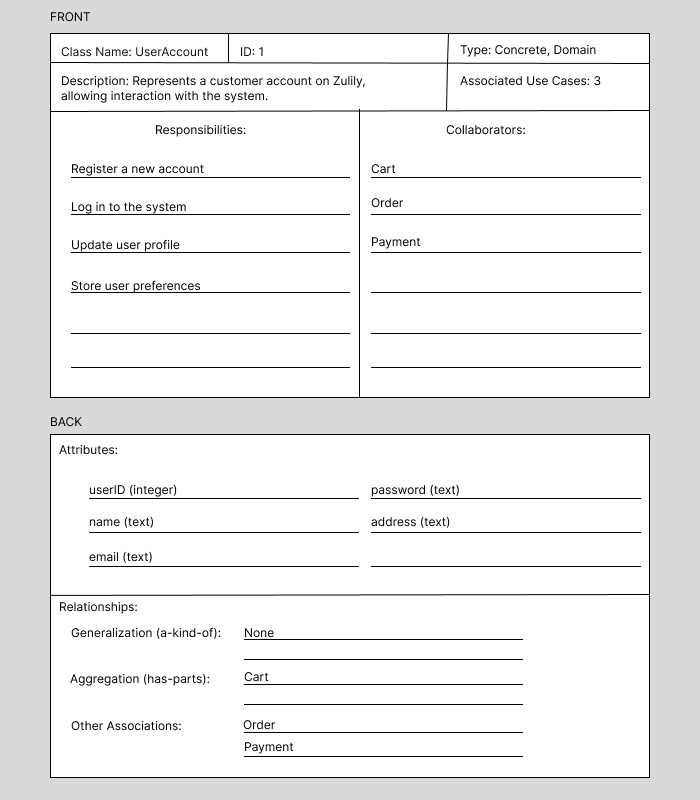 FRONT
Class Name: UserAccount
ID: 1
Type: Concrete, Domain
Description: Represents a customer account on Zulily,
allowing interaction with the system.
Associated Use Cases: 3
Responsibilities:
Register a new account
Log in to the system
Update user profile
Store user preferences
Collaborators:
Cart
Order
Payment
BACK
Attributes:
userID (integer)
password (text)
name (text)
address (text)
email (text)
Relationships:
Generalization (a-kind-of):
None
Aggregation (has-parts):
Cart
Other Associations:
Order
Payment